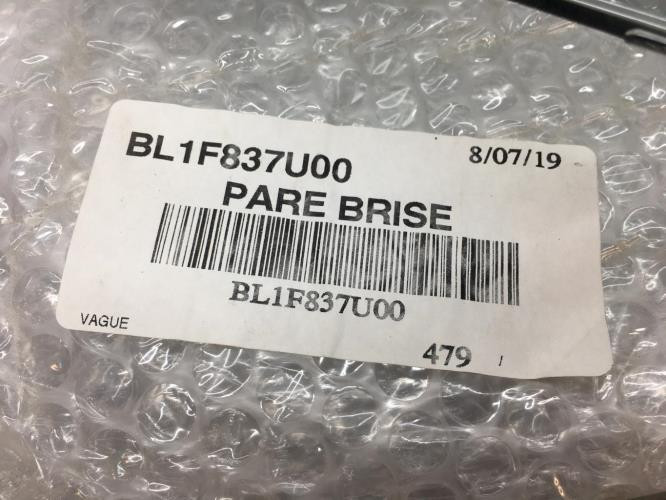 BL1F837U00 8/07/19
PARE BRISE
BL1F837U00
VAGUE 479